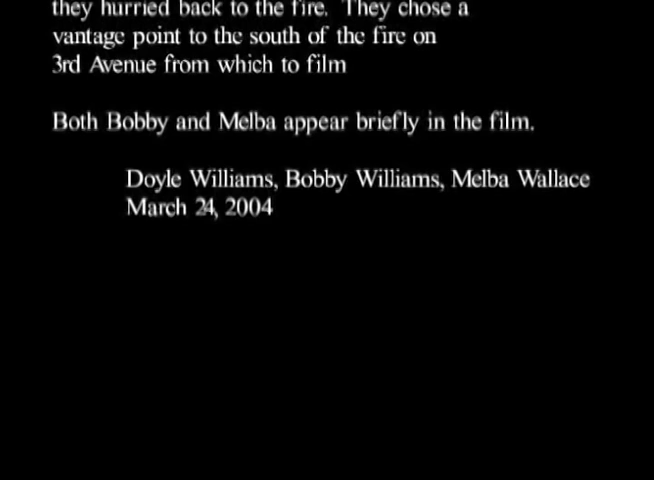 they hurried back to the fire. They chose a
vantage point to the south of the fire on
3rd Avenue from which to film
Both Bobby and Melba appear briefly in the film.
Doyle Williams, Bobby Williams, Melba Wallace
March 24, 2004